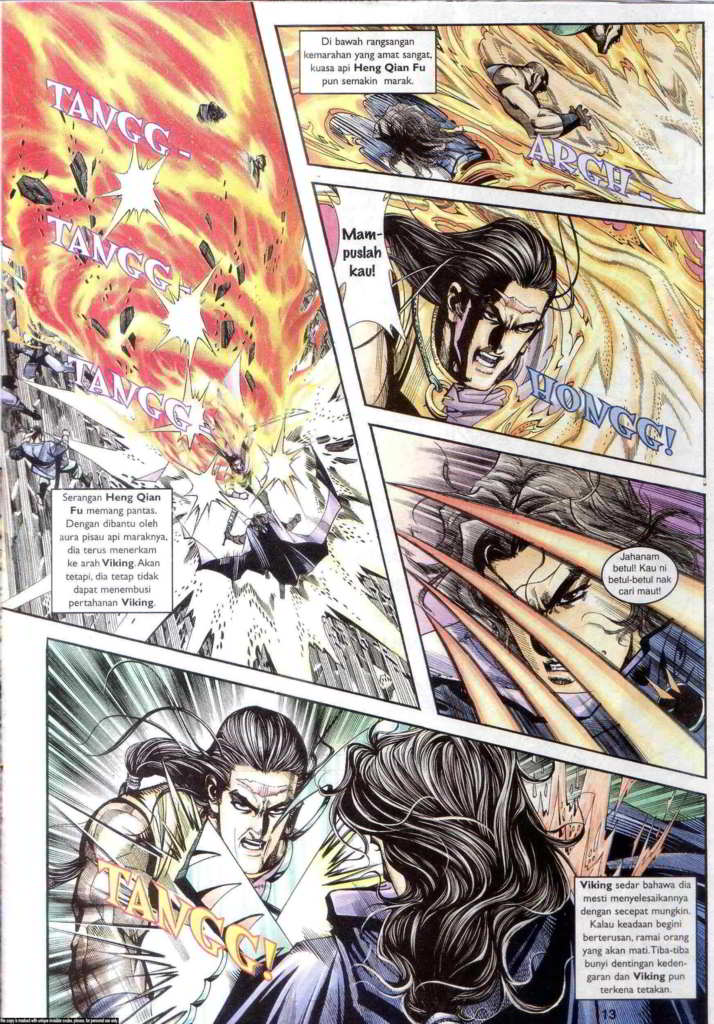 TANGG-
TANGG-
TANGG-
Serangan Heng Qian
Fu memang pantas.
Dengan dibantu oleh
aura pisau api maraknya,
dia terus menerkam
ke arah Viking. Akan
tetapi, dia tetap tidak
dapat menembusi
pertahanan Viking.
Di bawah rangsangan
kemarahan yang amat sangat,
kuasa api Heng Qian Fu
pun semakin marak.
ARGH-
Mam-
puslah
kau!
HONGG!
Jahanam
betul! Kau ni
betul-betul nak
cari maut!
TANGGG!
Viking sedar bahawa dia
mesti menyelesaikannya
dengan secepat mungkin.
Kalau keadaan begini
berterusan, ramai orang
yang akan mati. Tiba-tiba
bunyi dentingan keden-
garan dan Viking pun
terkena tetakan.
13